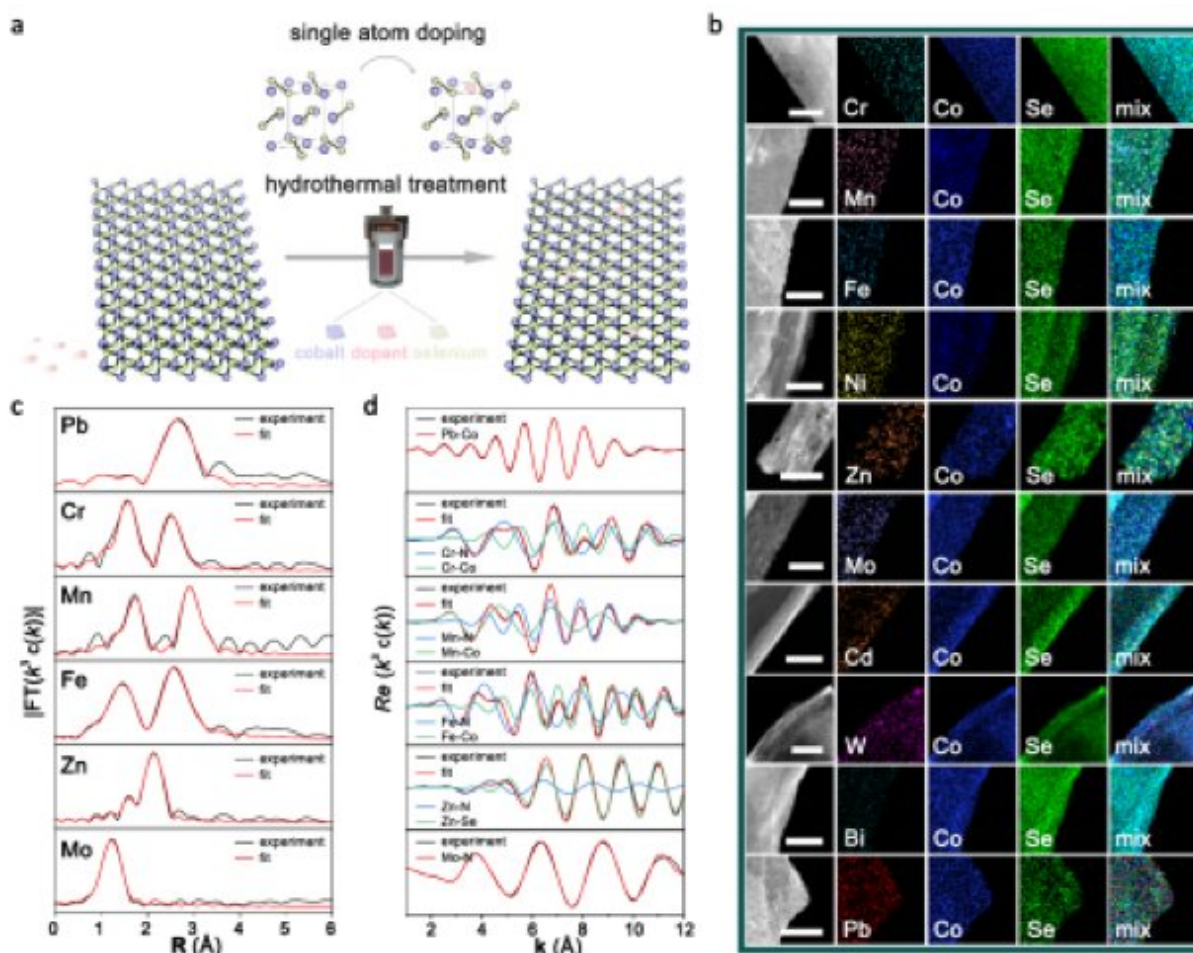 a
single atom doping
hydrothermal treatment
cobalt dopant selenium
b
Cr Co Se mix
Mn Co Se mix
Fe Co Se mix
Ni Co Se mix
Zn Co Se mix
Mo Co Se mix
Cd Co Se mix
W Co Se mix
Bi Co Se mix
Pb Co Se mix
c
Pb
experiment
fit
Cr
experiment
fit
Mn
experiment
fit
Fe
experiment
fit
Zn
experiment
fit
Mo
experiment
fit
||FT(k³ c(k))||
0 1 2 3 4 5 6
R (Å)
d
experiment
Pb-Co
experiment
fit
Cr-N
Cr-Co
experiment
fit
Mn-N
Mn-Co
experiment
fit
Fe-N
Fe-Co
experiment
fit
Zn-N
Zn-Se
experiment
Mo-N
Re (k³ c(k))
2 4 6 8 10 12
k (Å)